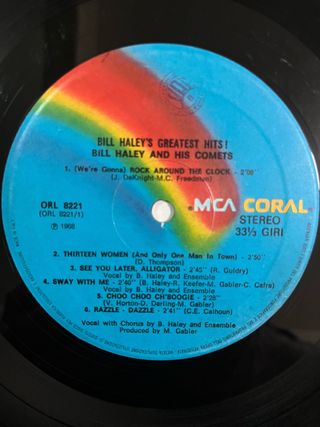 BILL HALEY'S GREATEST HITS!
BILL HALEY AND HIS COMETS
1. (We're Gonna) ROCK AROUND THE CLOCK - 2'08"
(J. DeKnight-M.C. Freedman)
ORL 8221
(ORL 8221/1)
℗ 1968
MCA CORAL
STEREO
33⅓ GIRI
2. THIRTEEN WOMEN (And Only One Man In Town) - 2'50"
(D. Thompson)
3. SEE YOU LATER, ALLIGATOR - 2'45" (R. Guidry)
Vocal by B. Haley and Ensemble
4. SWAY WITH ME - 2'40" (B. Haley-R. Keefer-M. Gabler-C. Cafra)
Vocal by B. Haley and Ensemble
5. CHOO CHOO CH'BOOGIE - 2'28"
(V. Horton-D. Darling-M. Gabler)
6. RAZZLE - DAZZLE - 2'41" (C.E. Calhoun)
Vocal with Chorus by B. Haley and Ensemble
Produced by M. Gabler